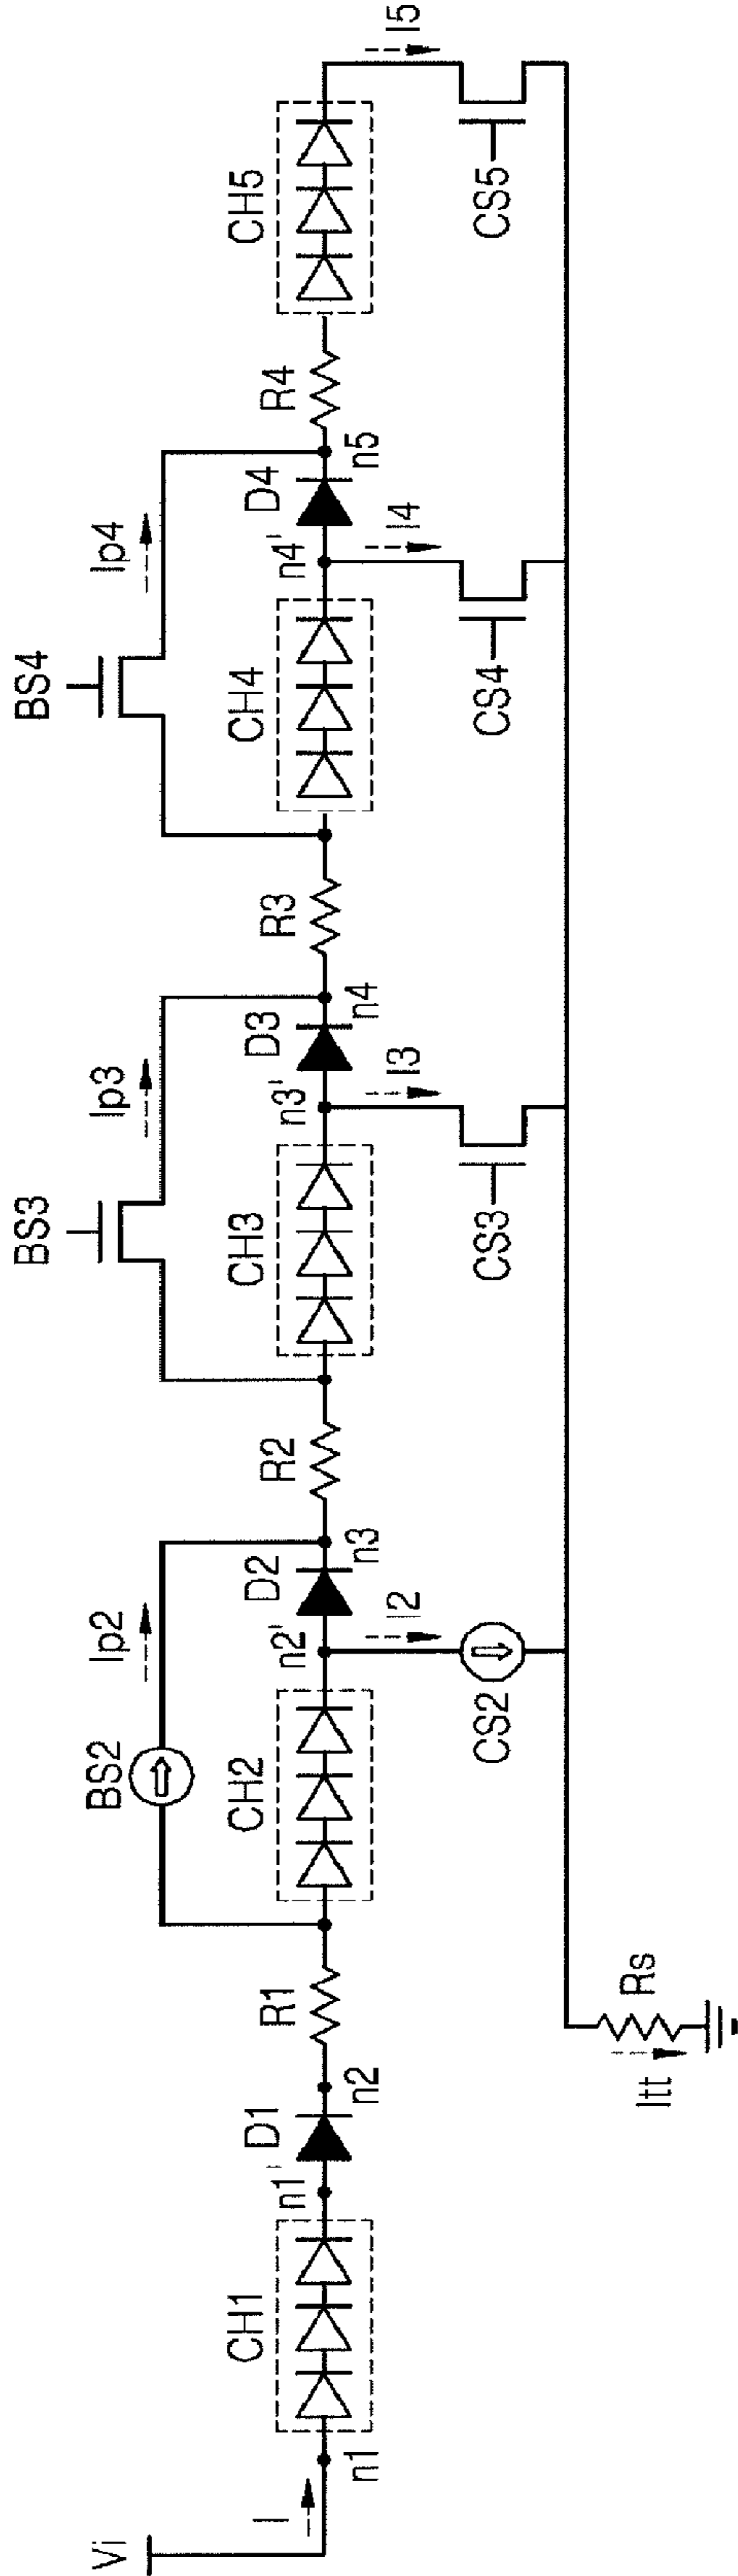 Vi
I
n1
CH1
n1'
D1
n2
R1
BS2
Ip2
CH2
n2'
D2
n3
I2
CS2
R2
BS3
Ip3
CH3
n3'
D3
n4
I3
CS3
R3
BS4
Ip4
CH4
n4'
D4
n5
I4
CS4
R4
CH5
I5
CS5
Rs
Itt